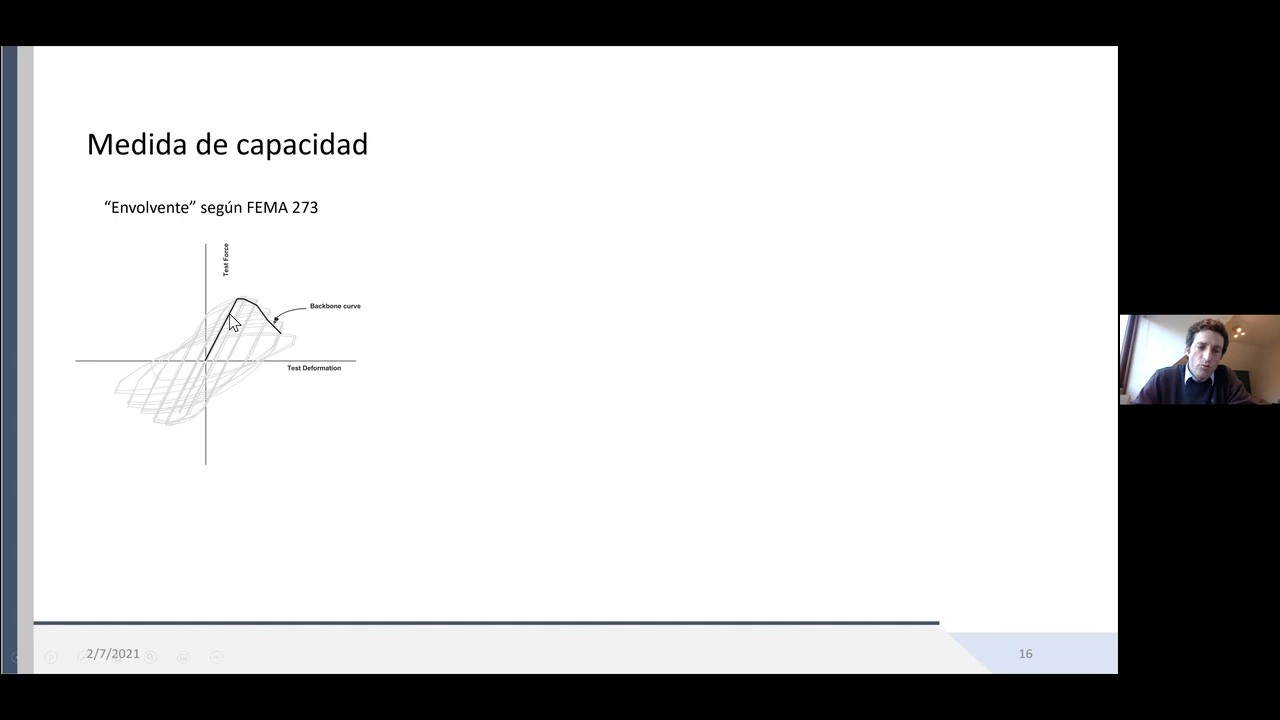 Medida de capacidad
“Envolvente” según FEMA 273
Test Force
Backbone curve
Test Deformation
2/7/2021
16